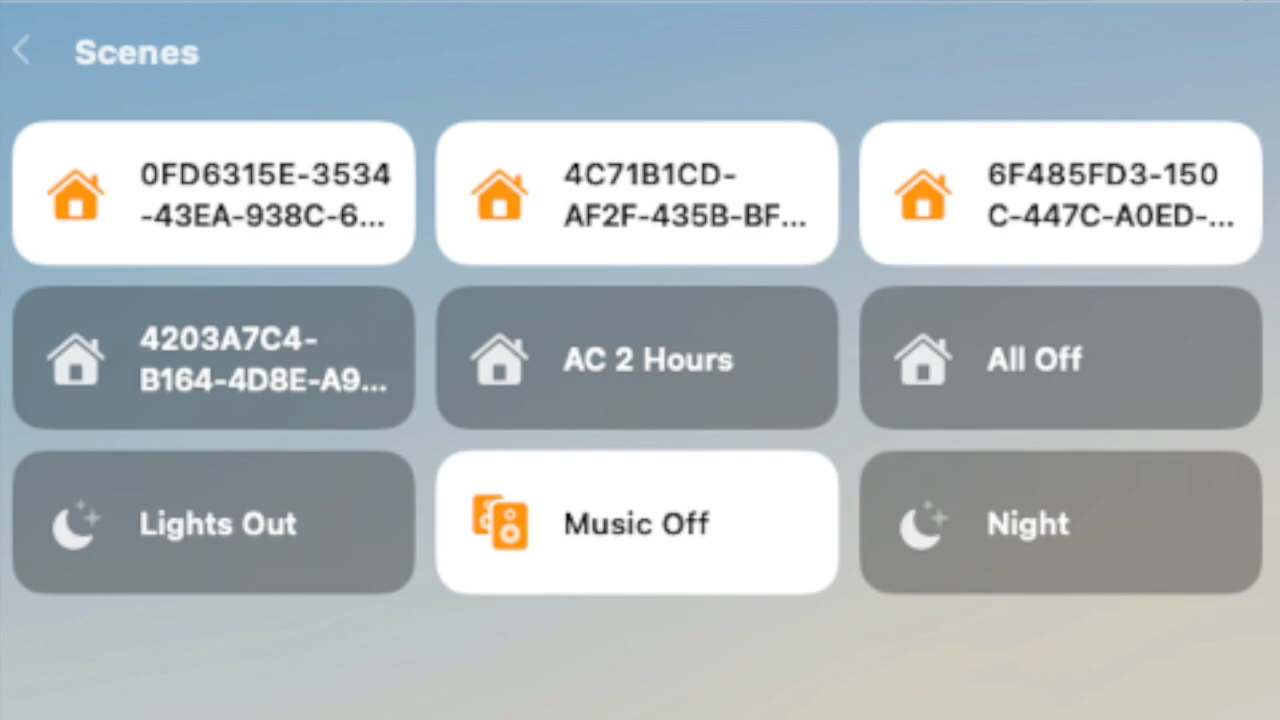 Scenes
0FD6315E-3534
-43EA-938C-6...
4C71B1CD-
AF2F-435B-BF...
6F485FD3-150
C-447C-A0ED-...
4203A7C4-
B164-4D8E-A9...
AC 2 Hours
All Off
Lights Out
Music Off
Night